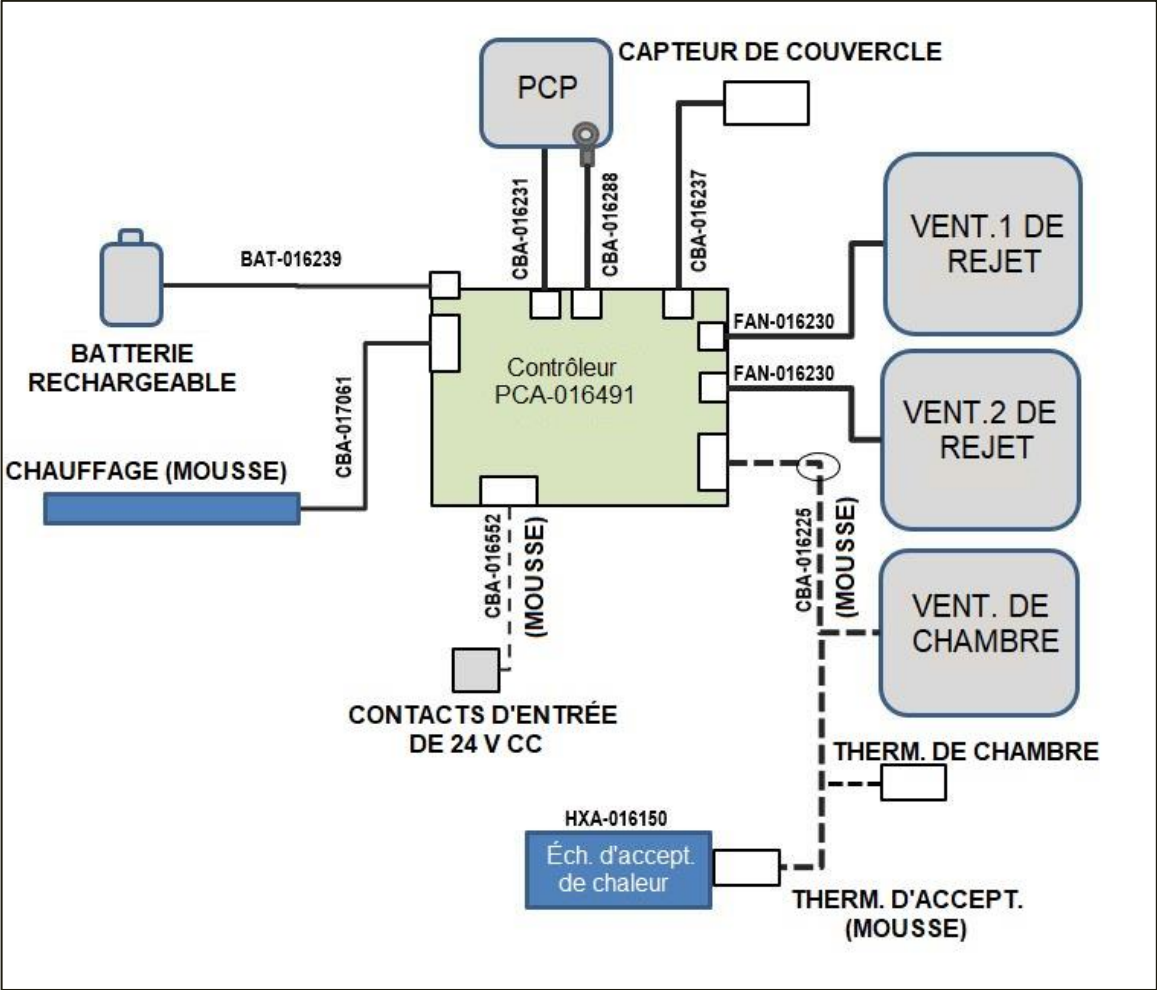 CAPTEUR DE COUVERCLE
PCP
CBA-016231
CBA-016288
CBA-016237
VENT.1 DE
REJET
BAT-016239
BATTERIE
RECHARGEABLE
FAN-016230
Contrôleur
PCA-016491
FAN-016230
VENT.2 DE
REJET
CBA-017061
CHAUFFAGE (MOUSSE)
CBA-016552
(MOUSSE)
CBA-016225
(MOUSSE)
VENT. DE
CHAMBRE
CONTACTS D'ENTRÉE
DE 24 V CC
THERM. DE CHAMBRE
HXA-016150
Éch. d'accept.
de chaleur
THERM. D'ACCEPT.
(MOUSSE)